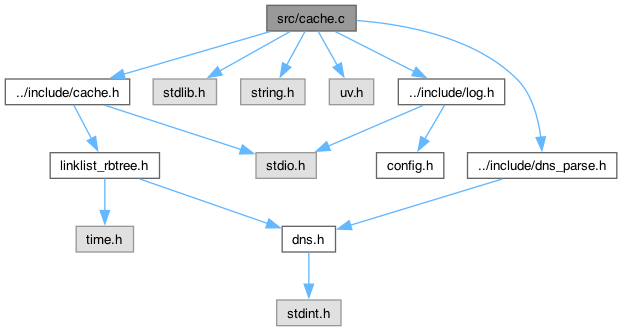 src/cache.c
../include/cache.h
stdlib.h
string.h
uv.h
../include/log.h
linklist_rbtree.h
stdio.h
config.h
../include/dns_parse.h
time.h
dns.h
stdint.h